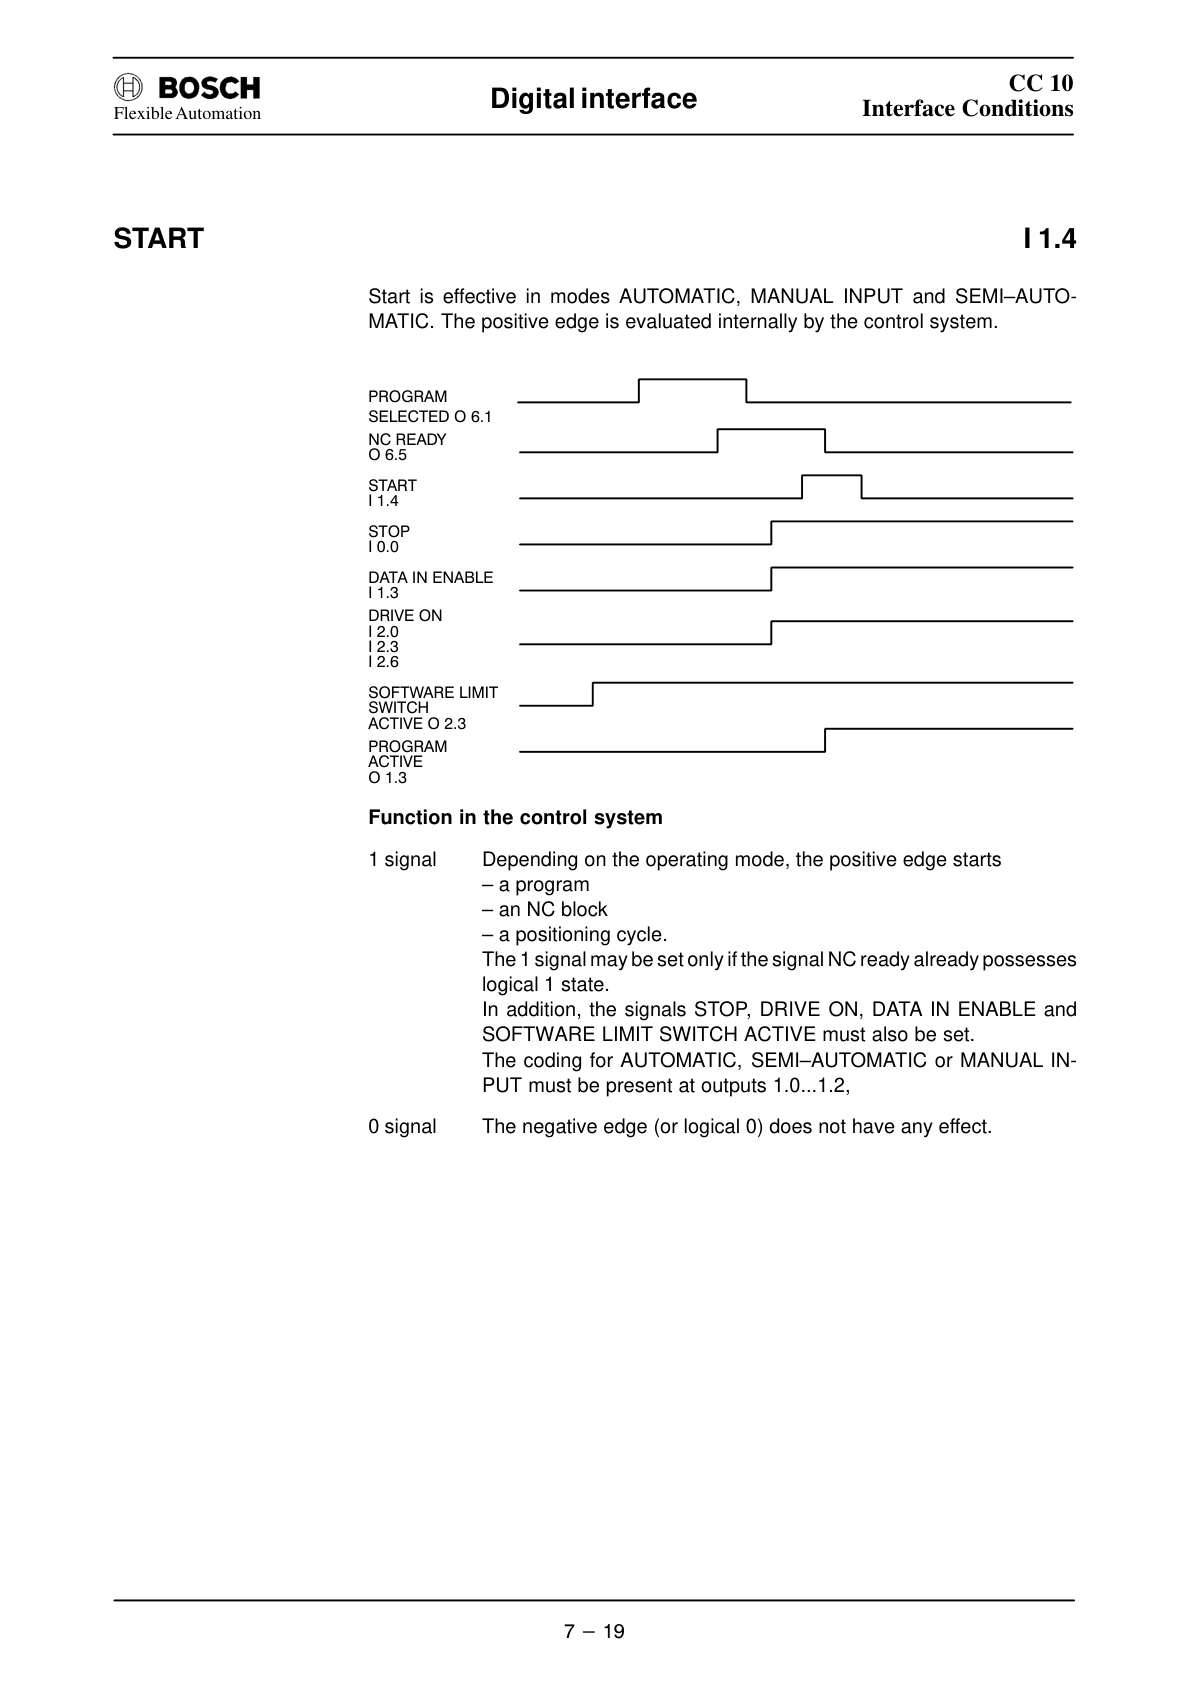 BOSCH
Flexible Automation
Digital interface
CC 10
Interface Conditions
START
I 1.4
Start is effective in modes AUTOMATIC, MANUAL INPUT and SEMI–AUTO-
MATIC. The positive edge is evaluated internally by the control system.
PROGRAM
SELECTED O 6.1
NC READY
O 6.5
START
I 1.4
STOP
I 0.0
DATA IN ENABLE
I 1.3
DRIVE ON
I 2.0
I 2.3
I 2.6
SOFTWARE LIMIT
SWITCH
ACTIVE O 2.3
PROGRAM
ACTIVE
O 1.3
Function in the control system
1 signal Depending on the operating mode, the positive edge starts
– a program
– an NC block
– a positioning cycle.
The 1 signal may be set only if the signal NC ready already possesses
logical 1 state.
In addition, the signals STOP, DRIVE ON, DATA IN ENABLE and
SOFTWARE LIMIT SWITCH ACTIVE must also be set.
The coding for AUTOMATIC, SEMI–AUTOMATIC or MANUAL IN-
PUT must be present at outputs 1.0...1.2,
0 signal The negative edge (or logical 0) does not have any effect.
7 – 19